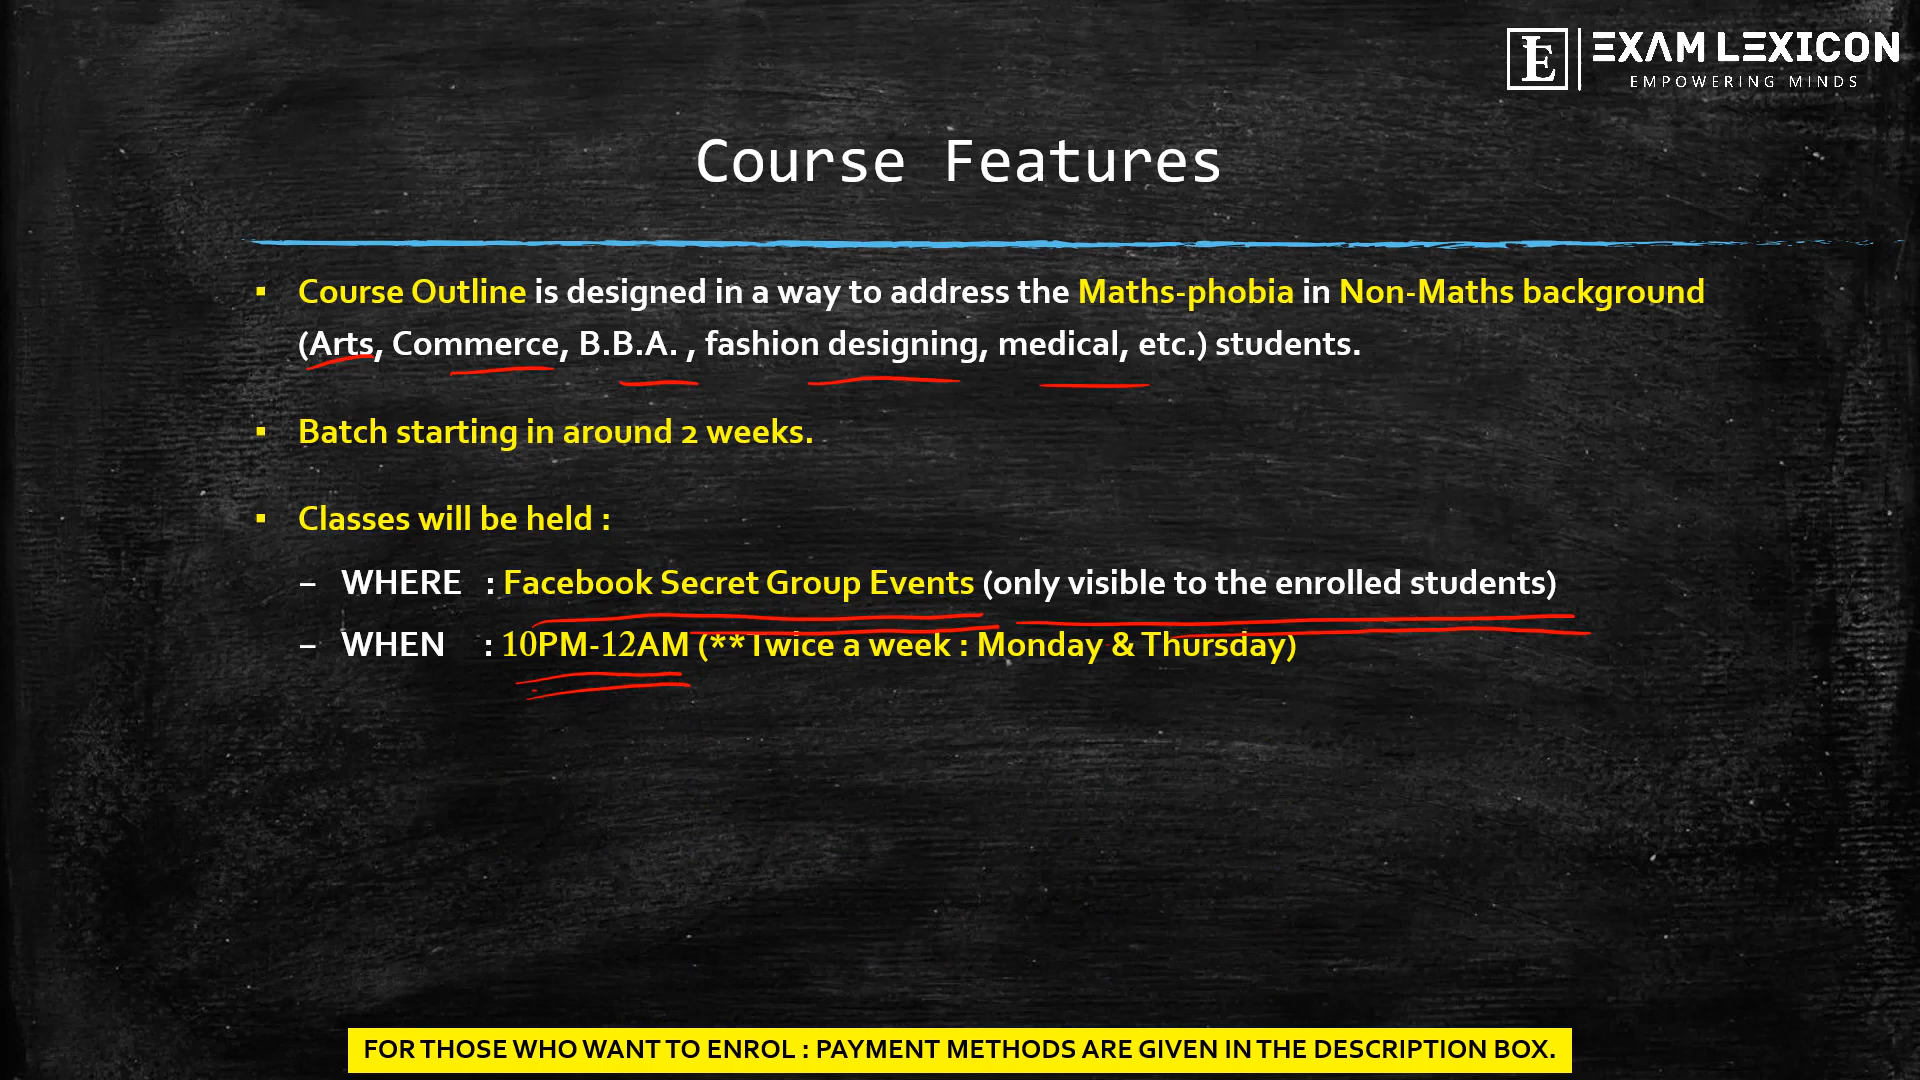 EXAM LEXICON
EMPOWERING MINDS
Course Features
▪ Course Outline is designed in a way to address the Maths-phobia in Non-Maths background
(Arts, Commerce, B.B.A. , fashion designing, medical, etc.) students.
▪ Batch starting in around 2 weeks.
▪ Classes will be held :
– WHERE : Facebook Secret Group Events (only visible to the enrolled students)
– WHEN : 10PM-12AM (**Twice a week : Monday & Thursday)
FOR THOSE WHO WANT TO ENROL : PAYMENT METHODS ARE GIVEN IN THE DESCRIPTION BOX.